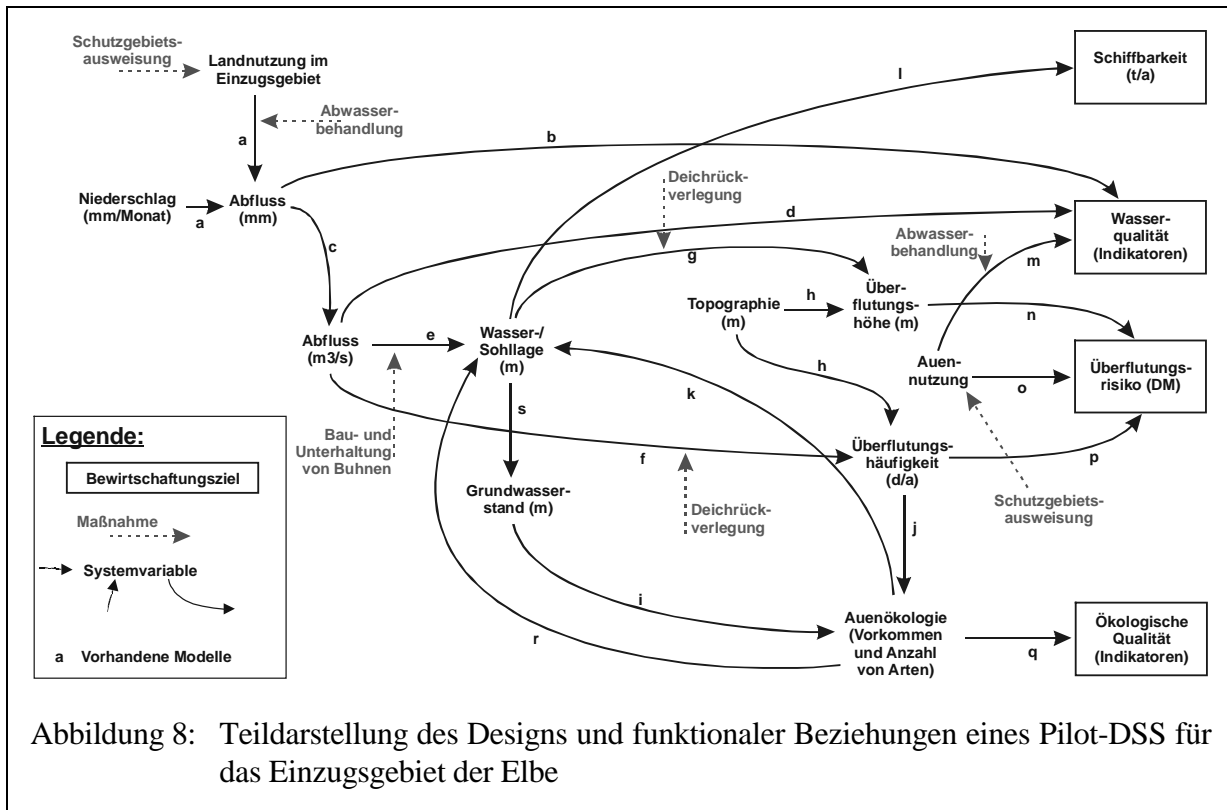 Schutzgebiets-
ausweisung
Landnutzung im
Einzugsgebiet
Abwasser-
behandlung
a
Niederschlag
(mm/Monat)
a
Abfluss
(mm)
b
c
l
Schiffbarkeit
(t/a)
Deichrück-
verlegung
d
Abwasser-
behandlung
Wasser-
qualität
(Indikatoren)
m
g
Topographie
(m)
h
Über-
flutungs-
höhe (m)
n
Abfluss
(m3/s)
e
Wasser-/
Sohllage
(m)
h
k
Auen-
nutzung
o
Überflutungs-
risiko (DM)
s
Bau- und
Unterhaltung
von Buhnen
f
Überflutungs-
häufigkeit
(d/a)
p
Grundwasser-
stand (m)
Deichrück-
verlegung
Schutzgebiets-
ausweisung
j
i
r
Auenökologie
(Vorkommen
und Anzahl
von Arten)
q
Ökologische
Qualität
(Indikatoren)
Legende:
Bewirtschaftungsziel
Maßnahme
Systemvariable
a Vorhandene Modelle
Abbildung 8: Teildarstellung des Designs und funktionaler Beziehungen eines Pilot-DSS für
das Einzugsgebiet der Elbe